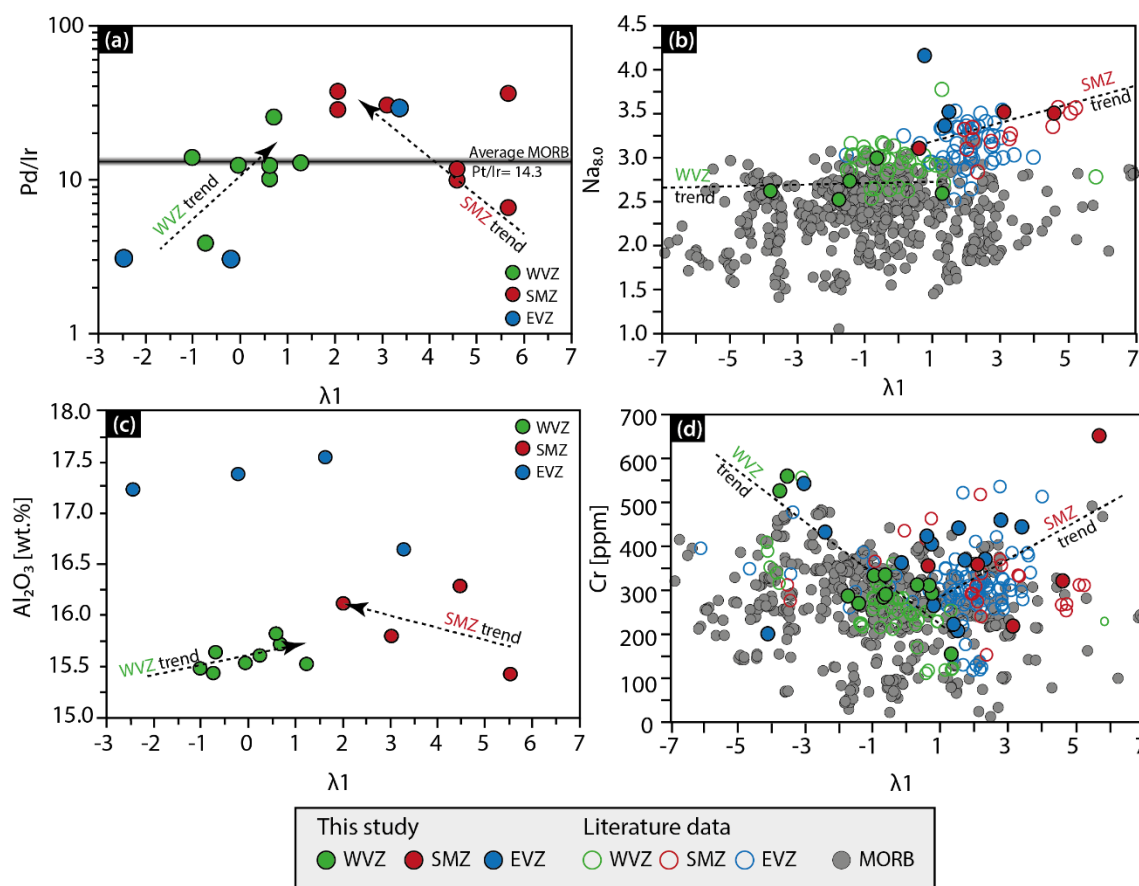 (a)
100
10
1
Pd/Ir
Average MORB
Pt/Ir= 14.3
WVZ trend
SMZ trend
WVZ
SMZ
EVZ
-3 -2 -1 0 1 2 3 4 5 6 7
λ1
(b)
4.5
4.0
3.5
3.0
2.5
2.0
1.5
1.0
Na8.0
SMZ
trend
WVZ
trend
-7 -5 -3 -1 1 3 5 7
λ1
(c)
18.0
17.5
17.0
16.5
16.0
15.5
15.0
Al2O3 [wt.%]
WVZ
SMZ
EVZ
WVZ trend
SMZ trend
-3 -2 -1 0 1 2 3 4 5 6 7
λ1
(d)
700
600
500
400
300
200
100
0
Cr [ppm]
WVZ
trend
SMZ
trend
-7 -5 -3 -1 1 3 5 7
λ1
This study Literature data
WVZ SMZ EVZ WVZ SMZ EVZ MORB